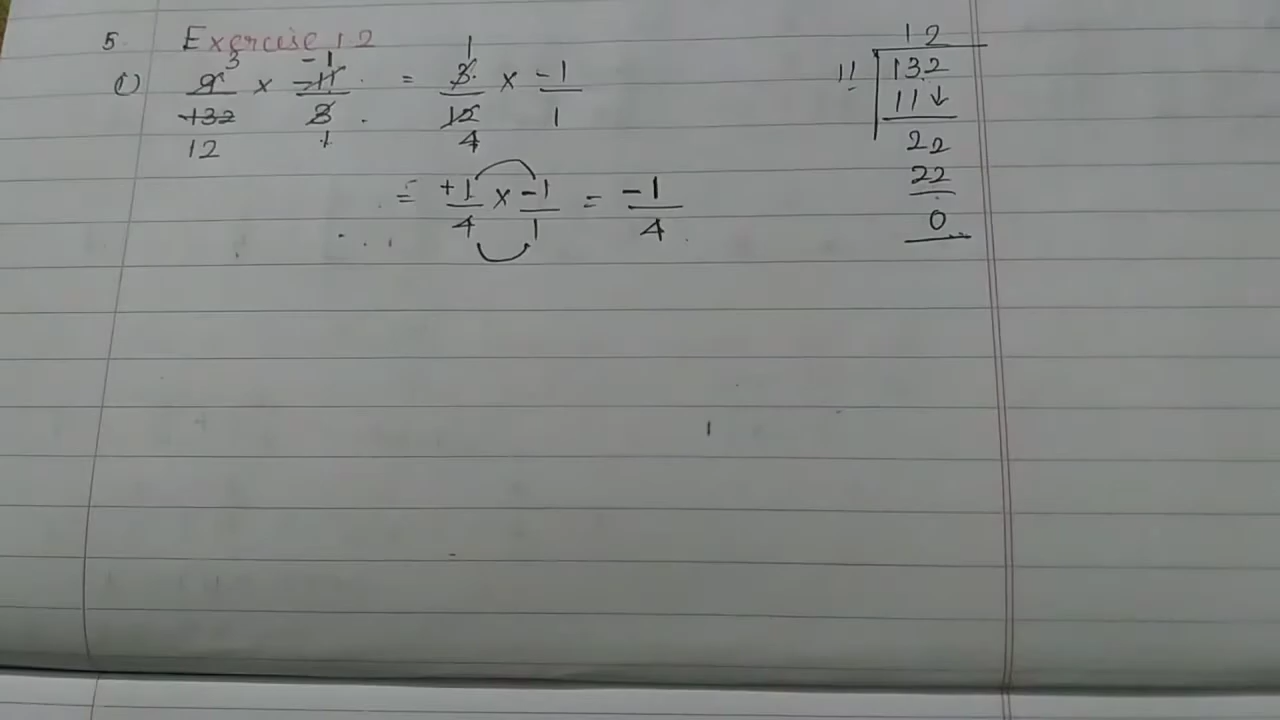 5. Exercise 1.2
i) 9/132 × -11/3 = 3/12 × -1/1
3 -1 1
12 1 4
= +1/4 × -1/1 = -1/4
12
11 132
11↓
22
22
0